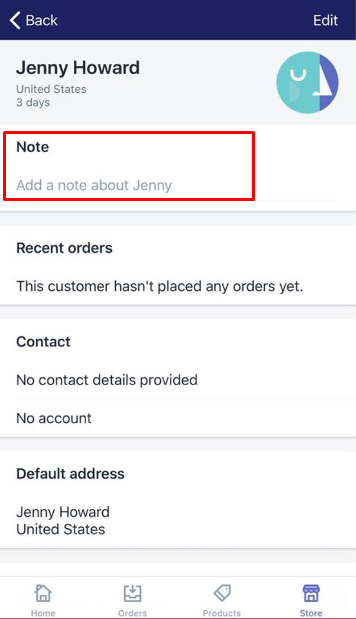 Back
Edit
Jenny Howard
United States
3 days
Note
Add a note about Jenny
Recent orders
This customer hasn't placed any orders yet.
Contact
No contact details provided
No account
Default address
Jenny Howard
United States
Home
Orders
Products
Store